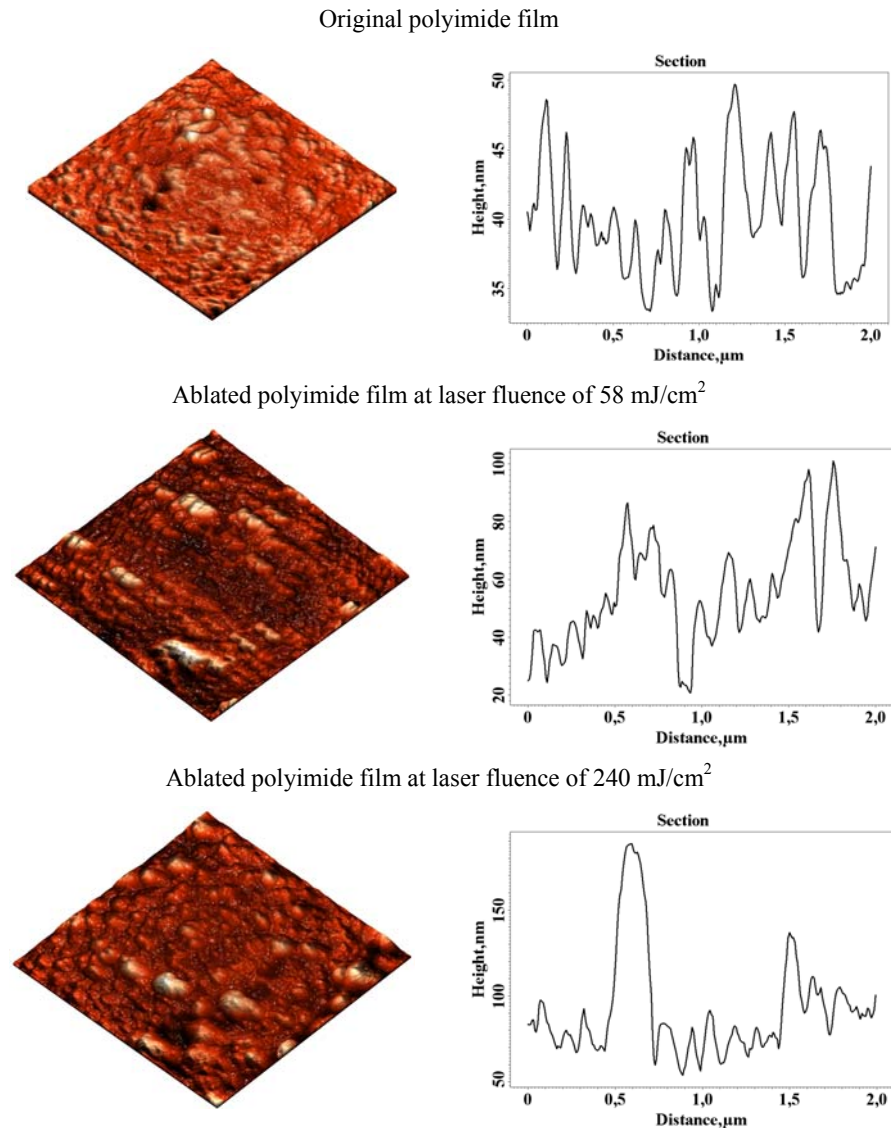 Original polyimide film
Section
Height,nm
50
45
40
35
0 0,5 1,0 1,5 2,0
Distance,µm
Ablated polyimide film at laser fluence of 58 mJ/cm²
Section
Height,nm
100
80
60
40
20
0 0,5 1,0 1,5 2,0
Distance,µm
Ablated polyimide film at laser fluence of 240 mJ/cm²
Section
Height,nm
150
100
50
0 0,5 1,0 1,5 2,0
Distance,µm